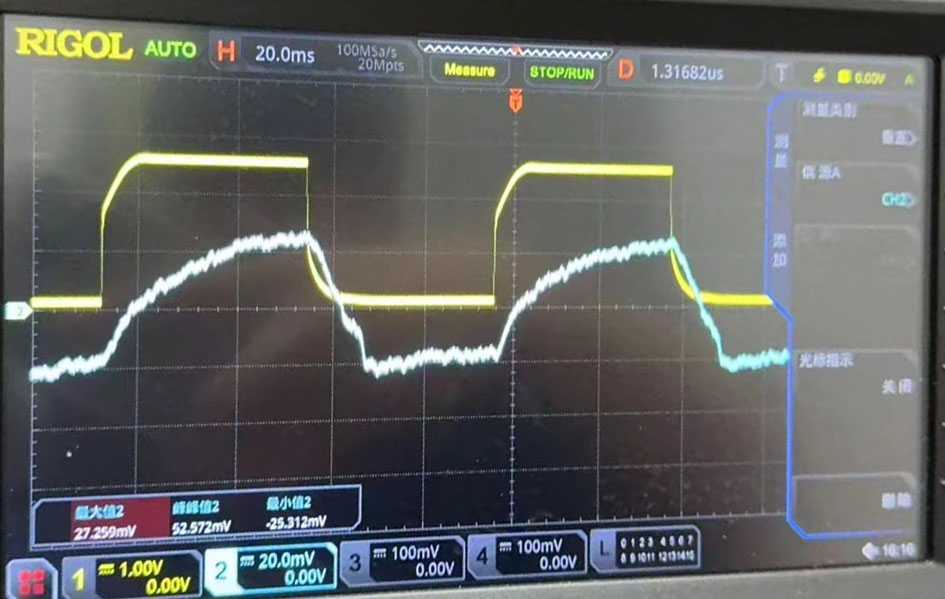 RIGOL AUTO H 20.0ms 100MSa/s 20Mpts Measure STOP/RUN D 1.31682us T 0.00V A
T
测量类别
垂直
信源A
CH2
测量
添加
2
光标指示
关闭
删除
最大值2 峰峰值2 最小值2
27.259mV 52.572mV -25.312mV
1 1.00V 0.00V
2 20.0mV 0.00V
3 100mV 0.00V
4 100mV 0.00V
L 0 1 2 3 4 5 6 7
8 9 10 11 12 13 14 15
16:16